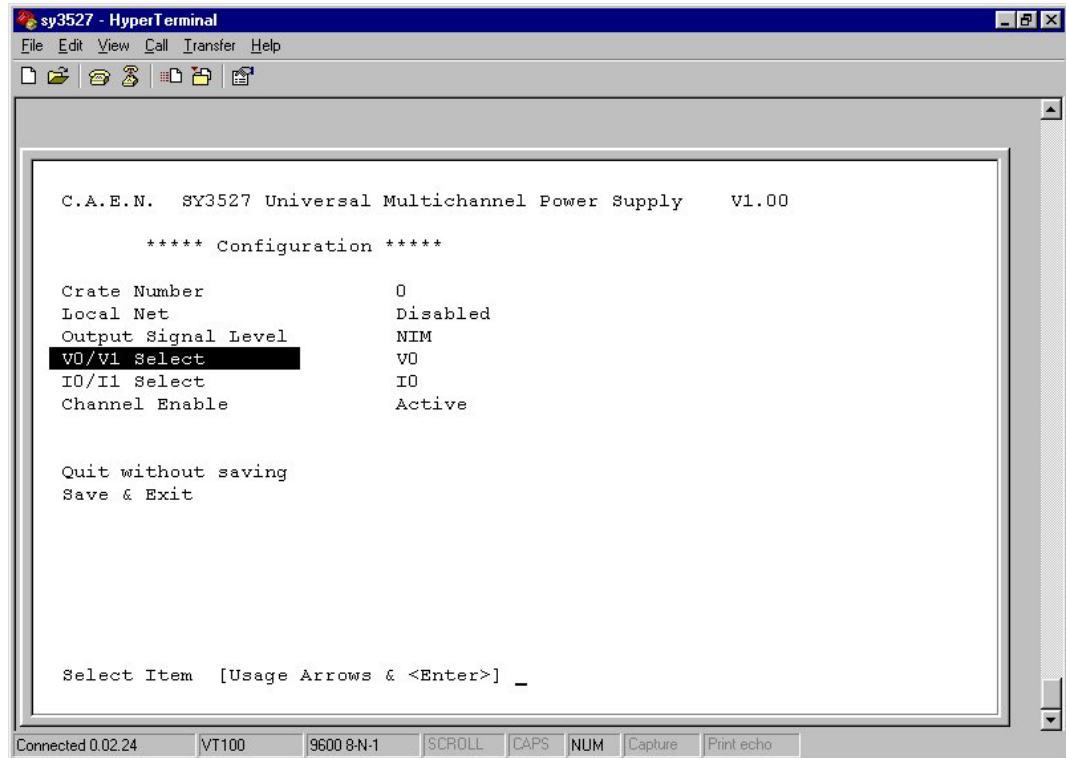 sy3527 - HyperTerminal
File Edit View Call Transfer Help
C.A.E.N. SY3527 Universal Multichannel Power Supply V1.00
***** Configuration *****
Crate Number 0
Local Net Disabled
Output Signal Level NIM
V0/V1 Select V0
I0/I1 Select I0
Channel Enable Active
Quit without saving
Save & Exit
Select Item [Usage Arrows & <Enter>] _
Connected 0.02.24 VT100 9600 8-N-1 SCROLL CAPS NUM Capture Print echo